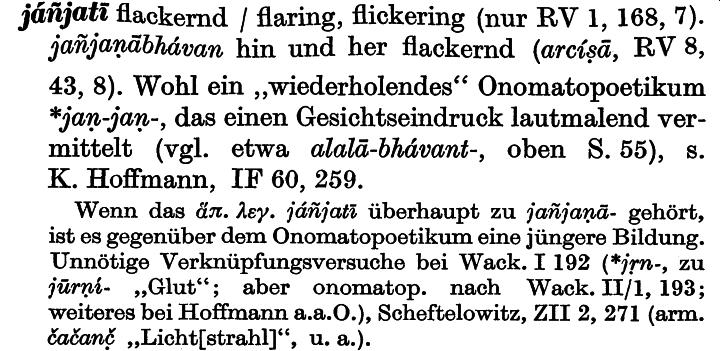 jáñjatī flackernd / flaring, flickering (nur RV 1, 168, 7).
jañjaṇābhávan hin und her flackernd (arcíṣā, RV 8,
43, 8). Wohl ein „wiederholendes“ Onomatopoetikum
*jaṇ-jaṇ-, das einen Gesichtseindruck lautmalend ver-
mittelt (vgl. etwa alalā-bhávant-, oben S. 55), s.
K. Hoffmann, IF 60, 259.
Wenn das ἅπ. λεγ. jáñjatī überhaupt zu jañjaṇā- gehört,
ist es gegenüber dem Onomatopoetikum eine jüngere Bildung.
Unnötige Verknüpfungsversuche bei Wack. I 192 (*jṛn-, zu
jūrṇí- „Glut“; aber onomatop. nach Wack. II/1, 193;
weiteres bei Hoffmann a.a.O.), Scheftelowitz, ZII 2, 271 (arm.
čačanč̣ „Licht[strahl]“, u. a.).